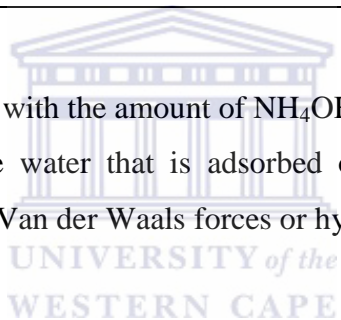 with the amount of NH₄OH
water that is adsorbed
Van der Waals forces or hy
UNIVERSITY of the
WESTERN CAPE